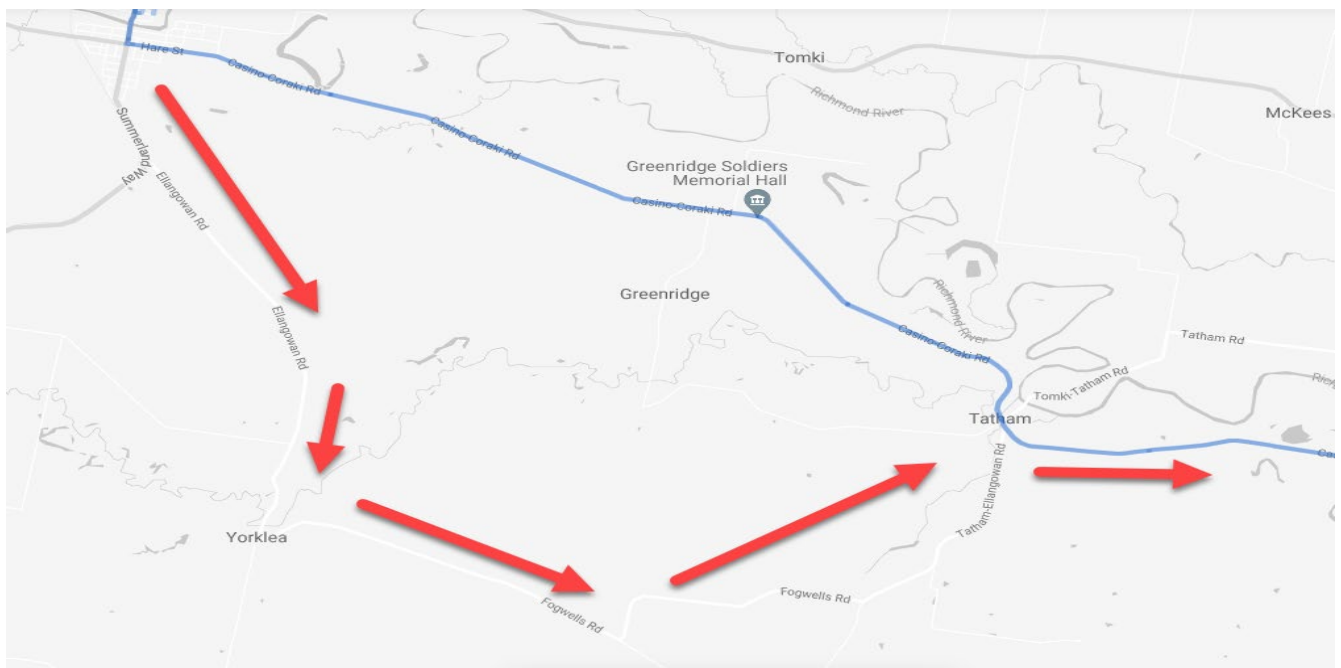 Hare St
Casino Coraki Rd
Tomki
Richmond River
McKees
Summerland Way
Casino Coraki Rd
Greenridge Soldiers
Memorial Hall
Ellangowan Rd
Casino Coraki Rd
Greenridge
Richmond River
Ellangowan Rd
Casino Coraki Rd
Tatham Rd
Tomki-Tatham Rd
Tatham
Tatham-Ellangowan Rd
Yorklea
Fogwells Rd
Fogwells Rd